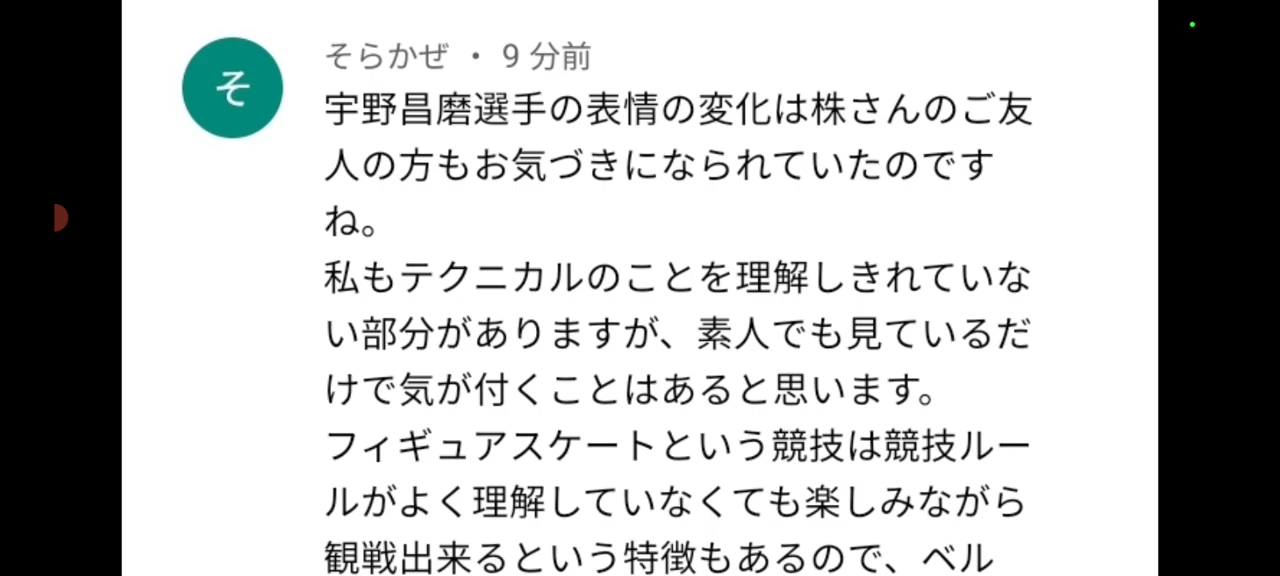 そ
そらかぜ ・ 9 分前
宇野昌磨選手の表情の変化は株さんのご友
人の方もお気づきになられていたのです
ね。
私もテクニカルのことを理解しきれていな
い部分がありますが、素人でも見ているだ
けで気が付くことはあると思います。
フィギュアスケートという競技は競技ルー
ルがよく理解していなくても楽しみながら
観戦出来るという特徴もあるので、ベル